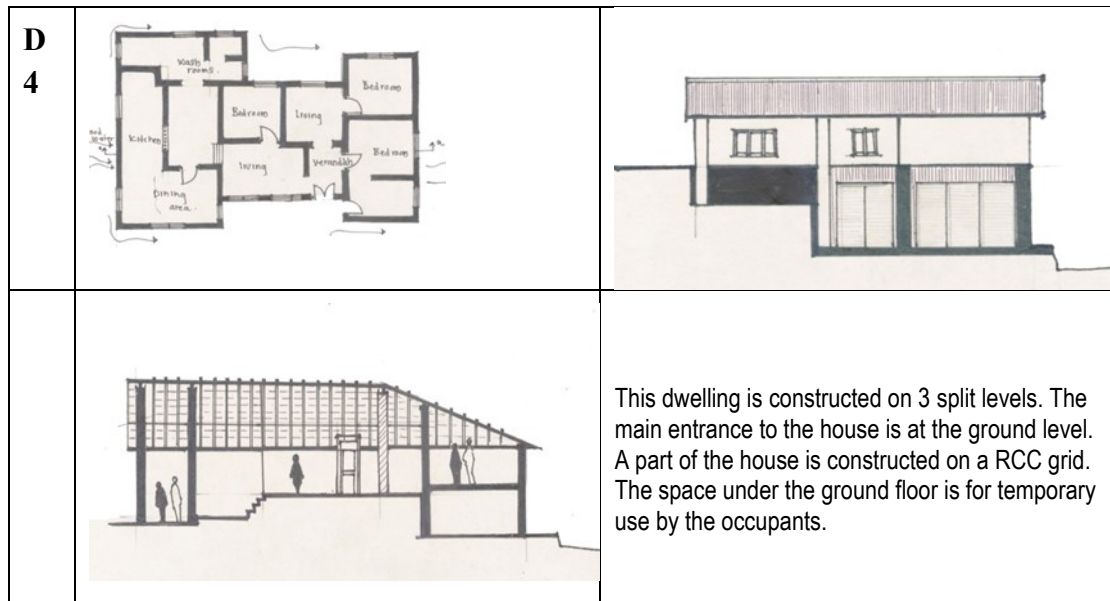 D
4
Wash
rooms.
Bedroom
Bedroom
Living
Kitchen
Bedroom
Living
Verandah
Dining
area.
This dwelling is constructed on 3 split levels. The
main entrance to the house is at the ground level.
A part of the house is constructed on a RCC grid.
The space under the ground floor is for temporary
use by the occupants.